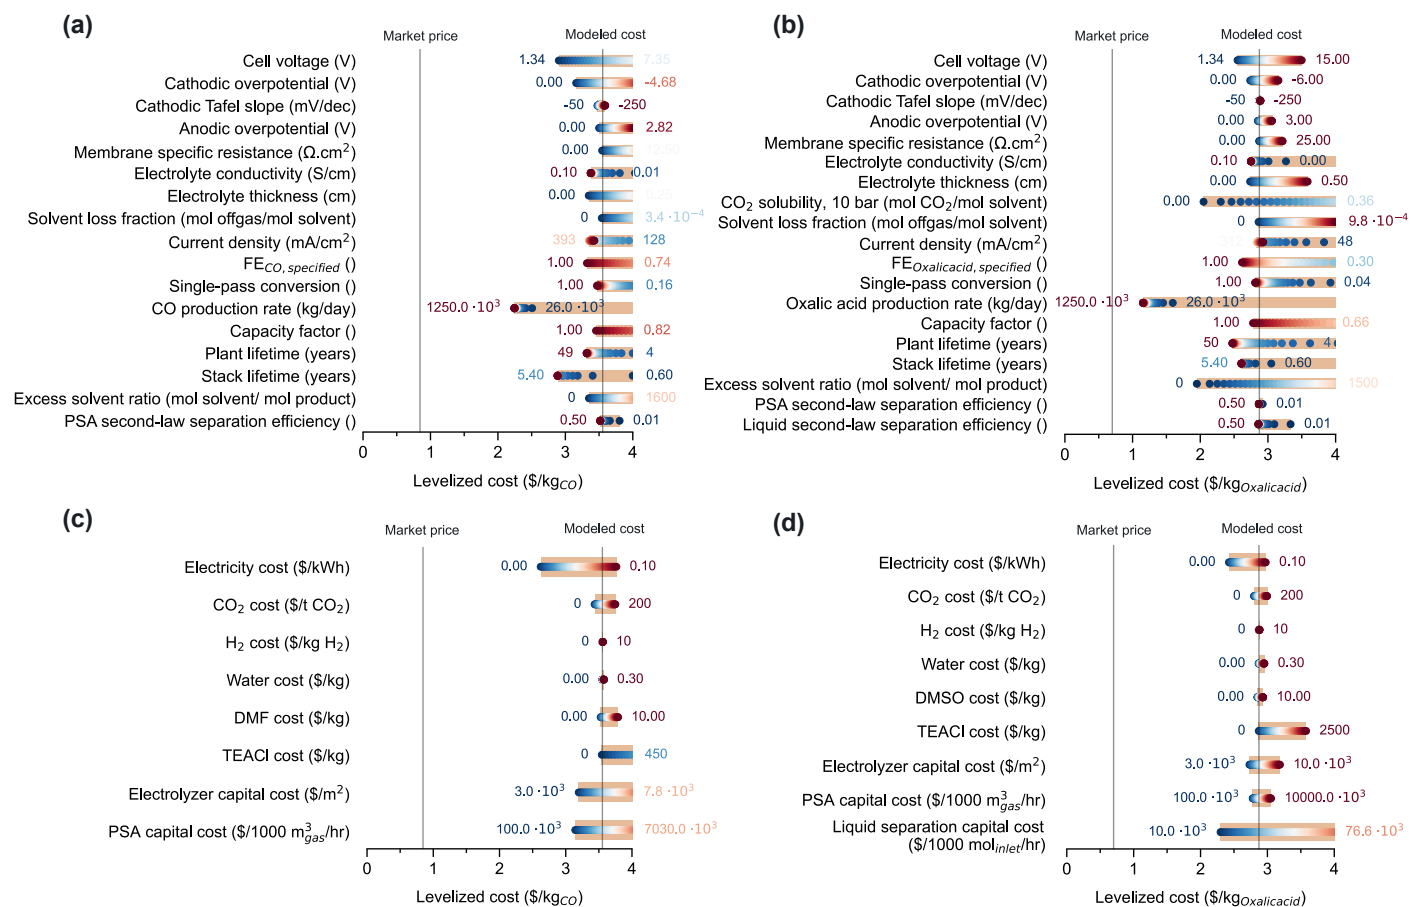 (a)
Market price
Modeled cost
Cell voltage (V)
1.34
7.35
Cathodic overpotential (V)
0.00
-4.68
Cathodic Tafel slope (mV/dec)
-50
-250
Anodic overpotential (V)
0.00
2.82
Membrane specific resistance (Ω.cm²)
0.00
12.50
Electrolyte conductivity (S/cm)
0.10
0.01
Electrolyte thickness (cm)
0.00
0.25
Solvent loss fraction (mol offgas/mol solvent)
0
3.4 · 10⁻⁴
Current density (mA/cm²)
393
128
FE_CO, specified ()
1.00
0.74
Single-pass conversion ()
1.00
0.16
CO production rate (kg/day)
1250.0 · 10³
26.0 · 10³
Capacity factor ()
1.00
0.82
Plant lifetime (years)
49
4
Stack lifetime (years)
5.40
0.60
Excess solvent ratio (mol solvent/ mol product)
0
1600
PSA second-law separation efficiency ()
0.50
0.01
0 1 2 3 4
Levelized cost ($/kg_CO)
(b)
Market price
Modeled cost
Cell voltage (V)
1.34
15.00
Cathodic overpotential (V)
0.00
-6.00
Cathodic Tafel slope (mV/dec)
-50
-250
Anodic overpotential (V)
0.00
3.00
Membrane specific resistance (Ω.cm²)
0.00
25.00
Electrolyte conductivity (S/cm)
0.10
0.00
Electrolyte thickness (cm)
0.00
0.50
CO₂ solubility, 10 bar (mol CO₂/mol solvent)
0.00
0.36
Solvent loss fraction (mol offgas/mol solvent)
0
9.8 · 10⁻⁴
Current density (mA/cm²)
312
48
FE_Oxalicacid, specified ()
1.00
0.30
Single-pass conversion ()
1.00
0.04
Oxalic acid production rate (kg/day)
1250.0 · 10³
26.0 · 10³
Capacity factor ()
1.00
0.66
Plant lifetime (years)
50
4
Stack lifetime (years)
5.40
0.60
Excess solvent ratio (mol solvent/ mol product)
0
1500
PSA second-law separation efficiency ()
0.50
0.01
Liquid second-law separation efficiency ()
0.50
0.01
0 1 2 3 4
Levelized cost ($/kg_Oxalicacid)
(c)
Market price
Modeled cost
Electricity cost ($/kWh)
0.00
0.10
CO₂ cost ($/t CO₂)
0
200
H₂ cost ($/kg H₂)
0
10
Water cost ($/kg)
0.00
0.30
DMF cost ($/kg)
0.00
10.00
TEACl cost ($/kg)
0
450
Electrolyzer capital cost ($/m²)
3.0 · 10³
7.8 · 10³
PSA capital cost ($/1000 m³_gas/hr)
100.0 · 10³
7030.0 · 10³
0 1 2 3 4
Levelized cost ($/kg_CO)
(d)
Market price
Modeled cost
Electricity cost ($/kWh)
0.00
0.10
CO₂ cost ($/t CO₂)
0
200
H₂ cost ($/kg H₂)
0
10
Water cost ($/kg)
0.00
0.30
DMSO cost ($/kg)
0.00
10.00
TEACl cost ($/kg)
0
2500
Electrolyzer capital cost ($/m²)
3.0 · 10³
10.0 · 10³
PSA capital cost ($/1000 m³_gas/hr)
100.0 · 10³
10000.0 · 10³
Liquid separation capital cost
($/1000 mol_inlet/hr)
10.0 · 10³
76.6 · 10³
0 1 2 3 4
Levelized cost ($/kg_Oxalicacid)